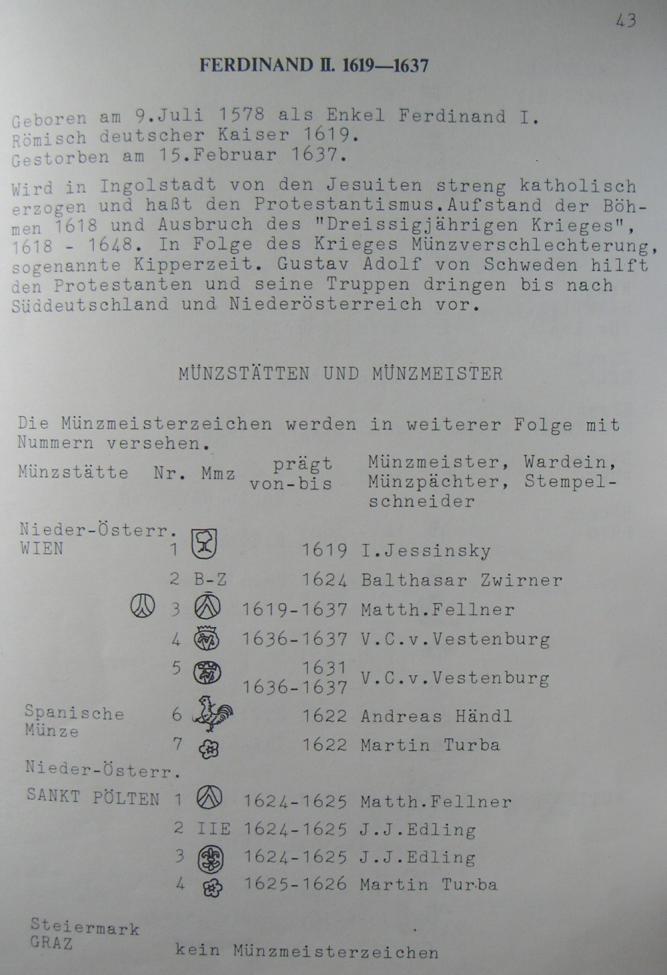 43
FERDINAND II. 1619—1637
Geboren am 9.Juli 1578 als Enkel Ferdinand I.
Römisch deutscher Kaiser 1619.
Gestorben am 15.Februar 1637.
Wird in Ingolstadt von den Jesuiten streng katholisch
erzogen und haßt den Protestantismus.Aufstand der Böh-
men 1618 und Ausbruch des "Dreissigjährigen Krieges",
1618 - 1648. In Folge des Krieges Münzverschlechterung,
sogenannte Kipperzeit. Gustav Adolf von Schweden hilft
den Protestanten und seine Truppen dringen bis nach
Süddeutschland und Niederösterreich vor.
MÜNZSTÄTTEN UND MÜNZMEISTER
Die Münzmeisterzeichen werden in weiterer Folge mit
Nummern versehen.
Münzstätte Nr. Mmz prägt von-bis Münzmeister, Wardein,
Münzpächter, Stempel-
schneider
Nieder-Österr.
WIEN 1 1619 I.Jessinsky
2 B-Z 1624 Balthasar Zwirner
3 1619-1637 Matth.Fellner
4 1636-1637 V.C.v.Vestenburg
5 1631
1636-1637 V.C.v.Vestenburg
Spanische
Münze 6 1622 Andreas Händl
7 1622 Martin Turba
Nieder-Österr.
SANKT PÖLTEN 1 1624-1625 Matth.Fellner
2 IIE 1624-1625 J.J.Edling
3 1624-1625 J.J.Edling
4 1625-1626 Martin Turba
Steiermark
GRAZ kein Münzmeisterzeichen